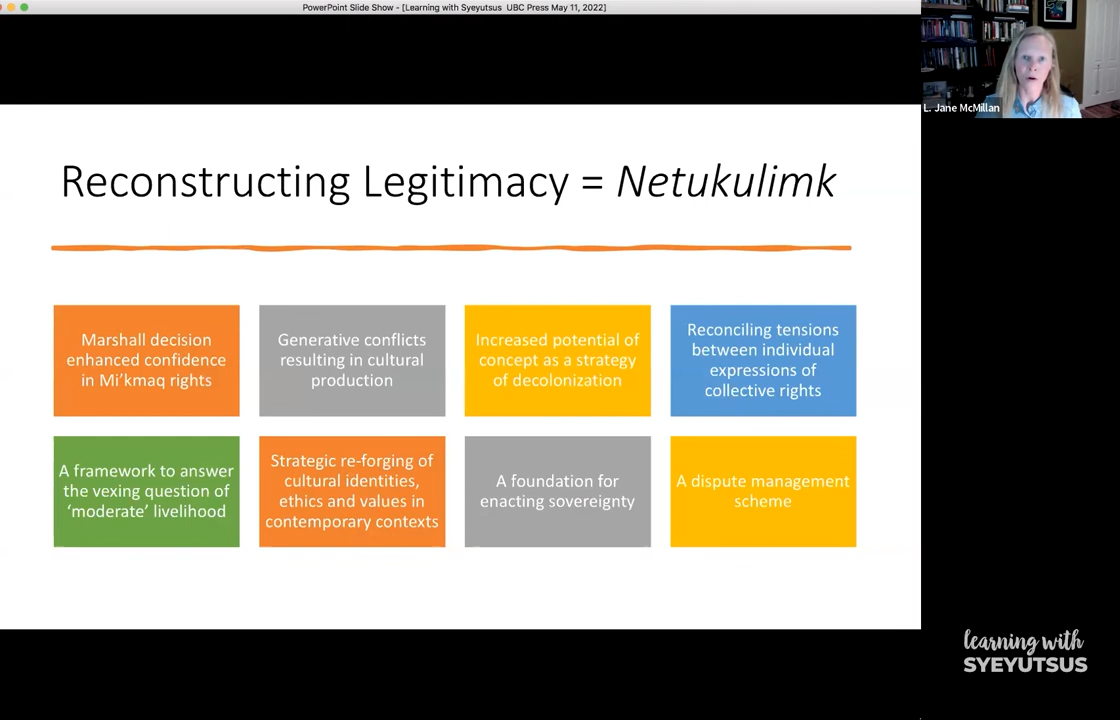 PowerPoint Slide Show - [Learning with Syeyutsus UBC Press May 11, 2022]
L. Jane McMillan
Reconstructing Legitimacy = Netukulimk
Marshall decision
enhanced confidence
in Mi'kmaq rights
Generative conflicts
resulting in cultural
production
Increased potential of
concept as a strategy
of decolonization
Reconciling tensions
between individual
expressions of
collective rights
A framework to answer
the vexing question of
'moderate' livelihood
Strategic re-forging of
cultural identities,
ethics and values in
contemporary contexts
A foundation for
enacting sovereignty
A dispute management
scheme
learning with
SYEYUTSUS